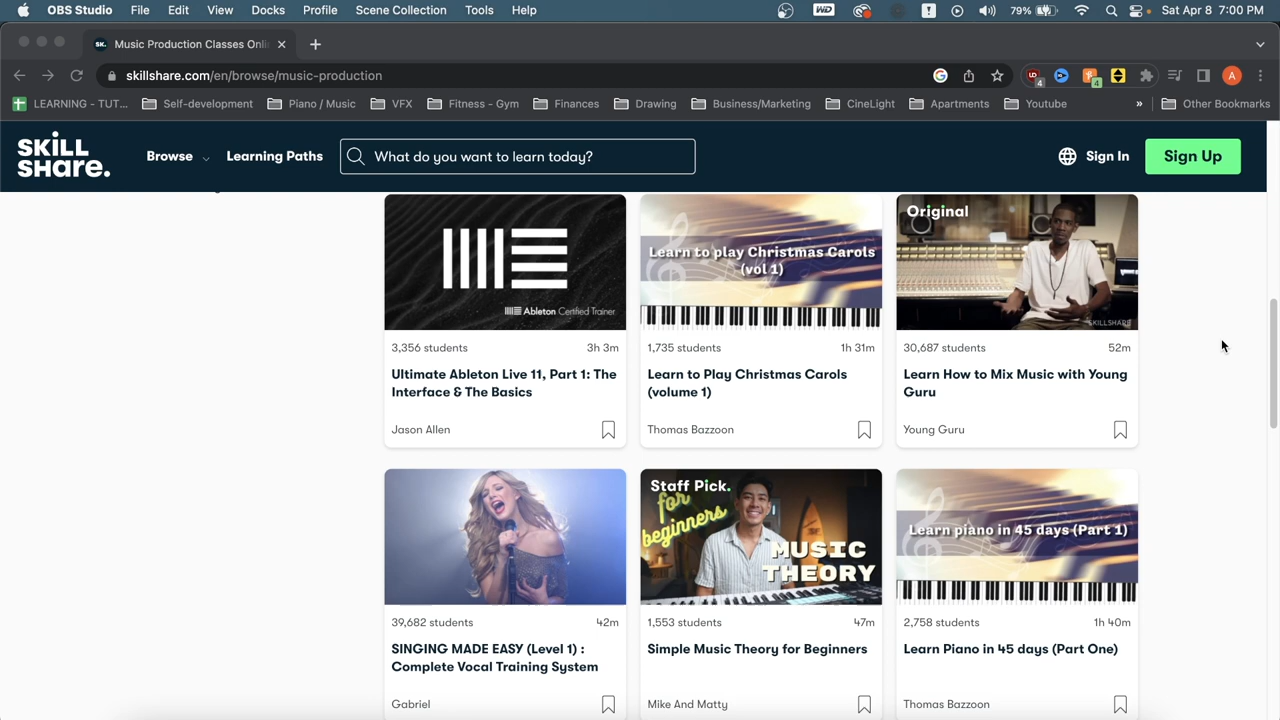 OBS Studio File Edit View Docks Profile Scene Collection Tools Help WD 79% Sat Apr 8 7:00 PM
SK. Music Production Classes Onli
skillshare.com/en/browse/music-production UD 4 4 A
LEARNING - TUT... Self-development Piano / Music VFX Fitness - Gym Finances Drawing Business/Marketing CineLight Apartments Youtube » Other Bookmarks
SKILL
SHARE.
Browse Learning Paths What do you want to learn today? Sign In Sign Up
Ableton Certified Trainer
3,356 students 3h 3m
Ultimate Ableton Live 11, Part 1: The
Interface & The Basics
Jason Allen
Learn to play Christmas Carols
(vol 1)
1,735 students 1h 31m
Learn to Play Christmas Carols
(volume 1)
Thomas Bazzoon
Original
SKILLSHARE
30,687 students 52m
Learn How to Mix Music with Young
Guru
Young Guru
39,682 students 42m
SINGING MADE EASY (Level 1) :
Complete Vocal Training System
Gabriel
Staff Pick.
for
beginners
MUSIC
THEORY
1,553 students 47m
Simple Music Theory for Beginners
Mike And Matty
Learn piano in 45 days (Part 1)
2,758 students 1h 40m
Learn Piano in 45 days (Part One)
Thomas Bazzoon